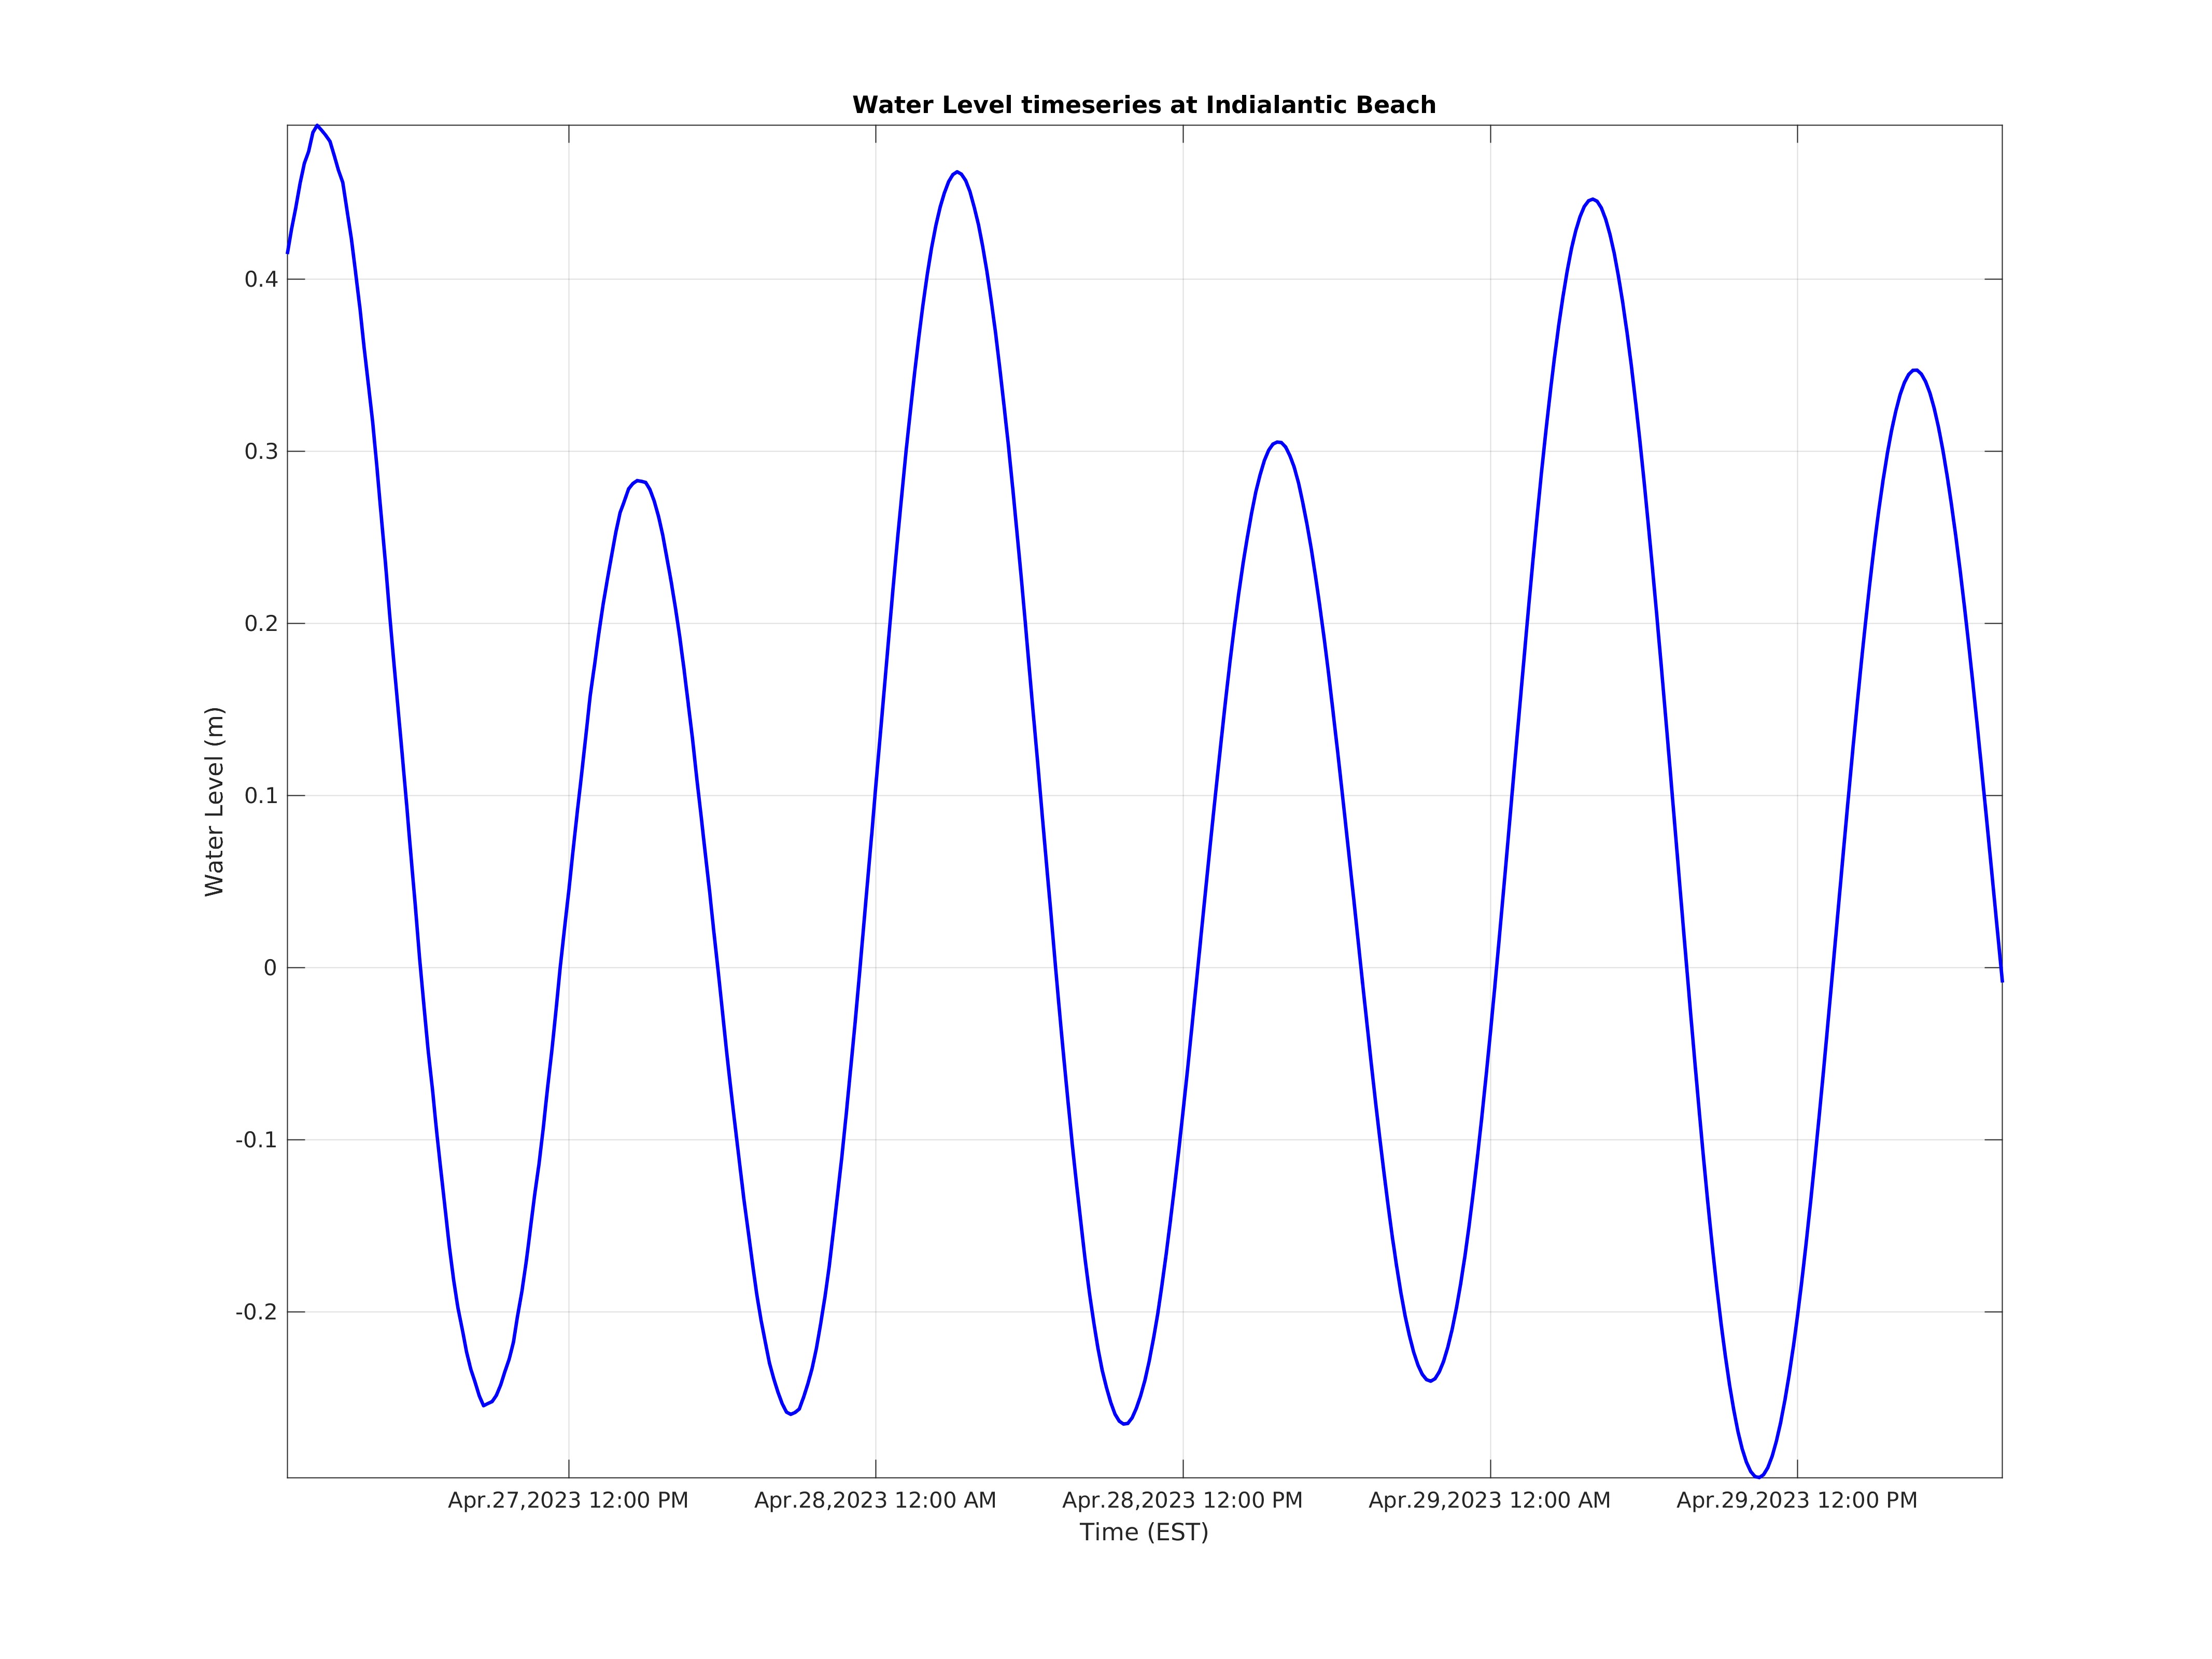 Water Level timeseries at Indialantic Beach
0.4
0.3
0.2
0.1
0
-0.1
-0.2
Water Level (m)
Apr.27,2023 12:00 PM
Apr.28,2023 12:00 AM
Apr.28,2023 12:00 PM
Apr.29,2023 12:00 AM
Apr.29,2023 12:00 PM
Time (EST)